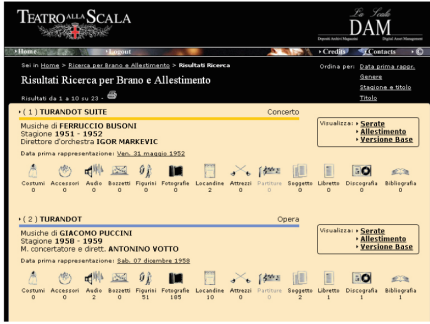 TEATRO ALLA SCALA
La Scala
DAM
Deposito Archivi Magazzini Digital Asset Management
Home Logout Credits Contacts ©
Sei in Home > Ricerca per Brano e Allestimento > Risultati Ricerca
Ordina per: Data prima rappr.
Genere
Stagione e titolo
Titolo
Risultati Ricerca per Brano e Allestimento
Risultati da 1 a 10 su 23 -
( 1 ) TURANDOT SUITE Concerto
Musiche di FERRUCCIO BUSONI
Stagione 1951 - 1952
Direttore d'orchestra IGOR MARKEVIC
Data prima rappresentazione: Ven. 31 maggio 1952
Visualizza: Serate
Allestimento
Versione Base
Costumi Accessori Audio Bozzetti Figurini Fotografie Locandine Attrezzi Partiture Soggetto Libretto Discografia Bibliografia
0 0 0 0 0 0 2 0 0 0 0 0 0
( 2 ) TURANDOT Opera
Musiche di GIACOMO PUCCINI
Stagione 1958 - 1959
M. concertatore e dirett. ANTONINO VOTTO
Data prima rappresentazione: Sab. 07 dicembre 1958
Visualizza: Serate
Allestimento
Versione Base
Costumi Accessori Audio Bozzetti Figurini Fotografie Locandine Attrezzi Partiture Soggetto Libretto Discografia Bibliografia
0 0 2 0 51 185 10 0 0 2 1 1 1